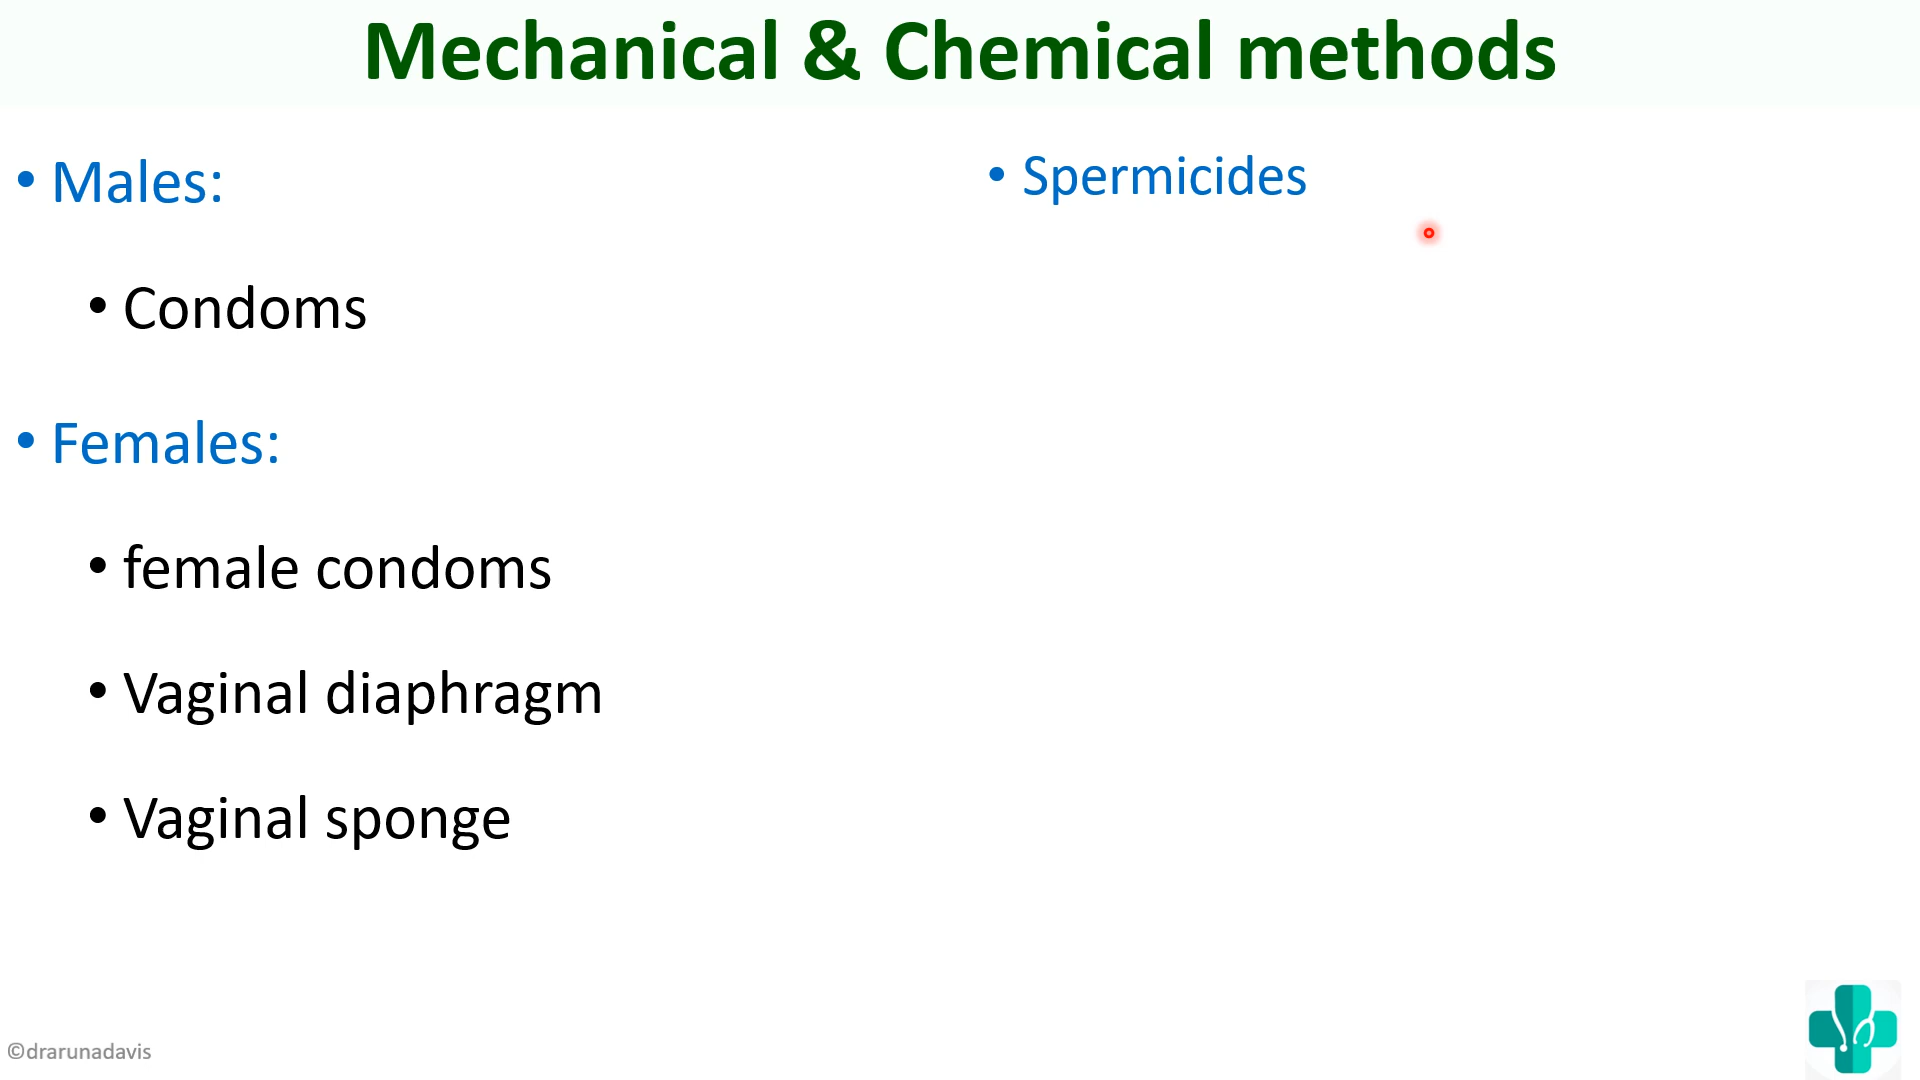 Mechanical & Chemical methods
• Males:
• Condoms
• Females:
• female condoms
• Vaginal diaphragm
• Vaginal sponge
• Spermicides
©drarunadavis